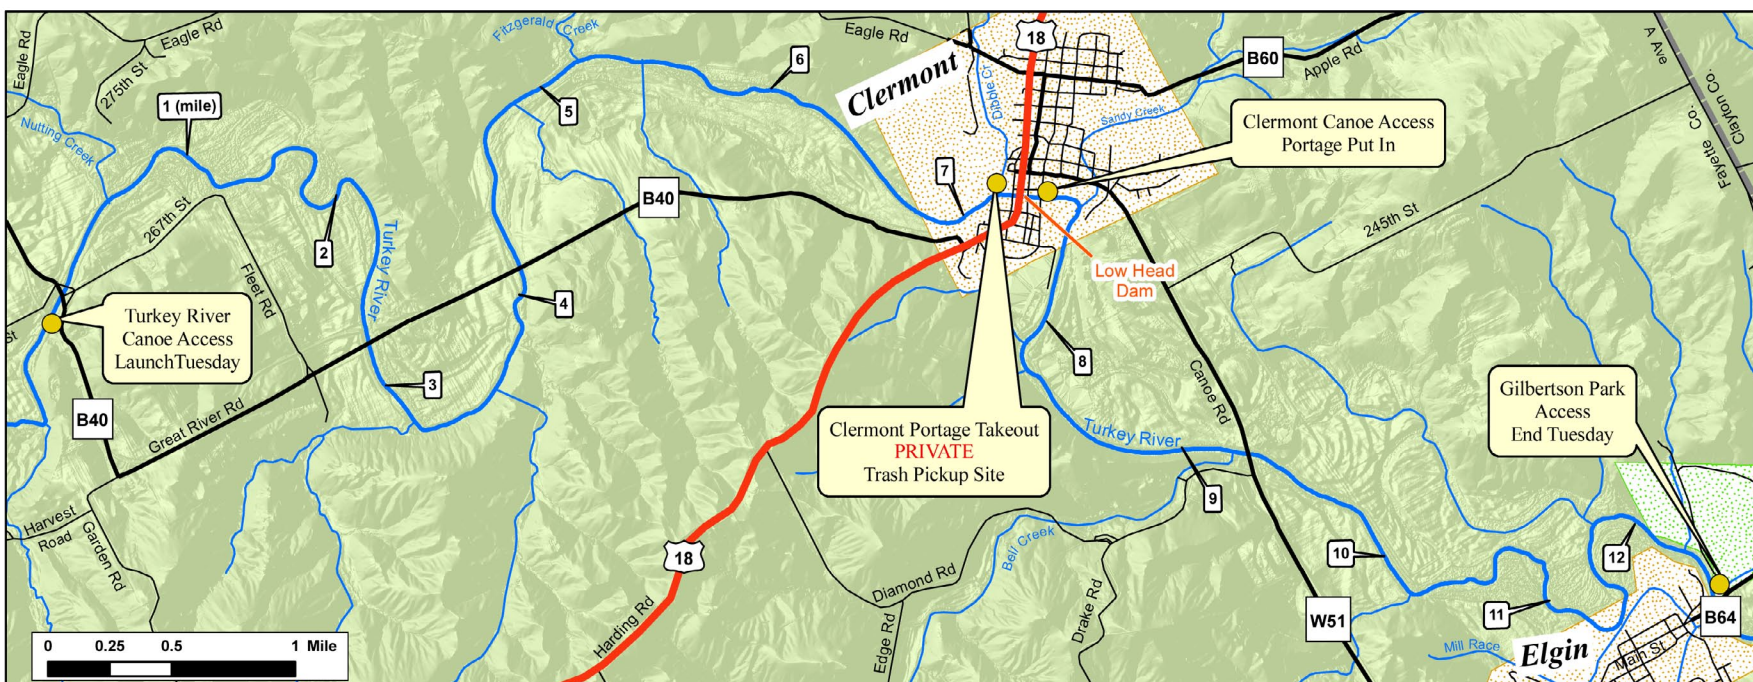 Eagle Rd
Eagle Rd
275th St
1 (mile)
Nutting Creek
Fitzgerald Creek
6
5
Eagle Rd
18
Clermont
Dibble Cr.
Sandy Creek
B60
Apple Rd
A Ave
Clayton Co.
Fayette Co.
Clermont Canoe Access
Portage Put In
7
B40
267th St
2
Turkey River
Fleet Rd
4
245th St
Low Head
Dam
St
Turkey River
Canoe Access
LaunchTuesday
3
8
B40
Great River Rd
Canoe Rd
Clermont Portage Takeout
PRIVATE
Trash Pickup Site
Turkey River
Gilbertson Park
Access
End Tuesday
9
Harvest
Road
Garden Rd
18
Bell Creek
Diamond Rd
Drake Rd
Edge Rd
Harding Rd
10
12
11
W51
B64
Mill Race
Elgin
Main St
0 0.25 0.5 1 Mile